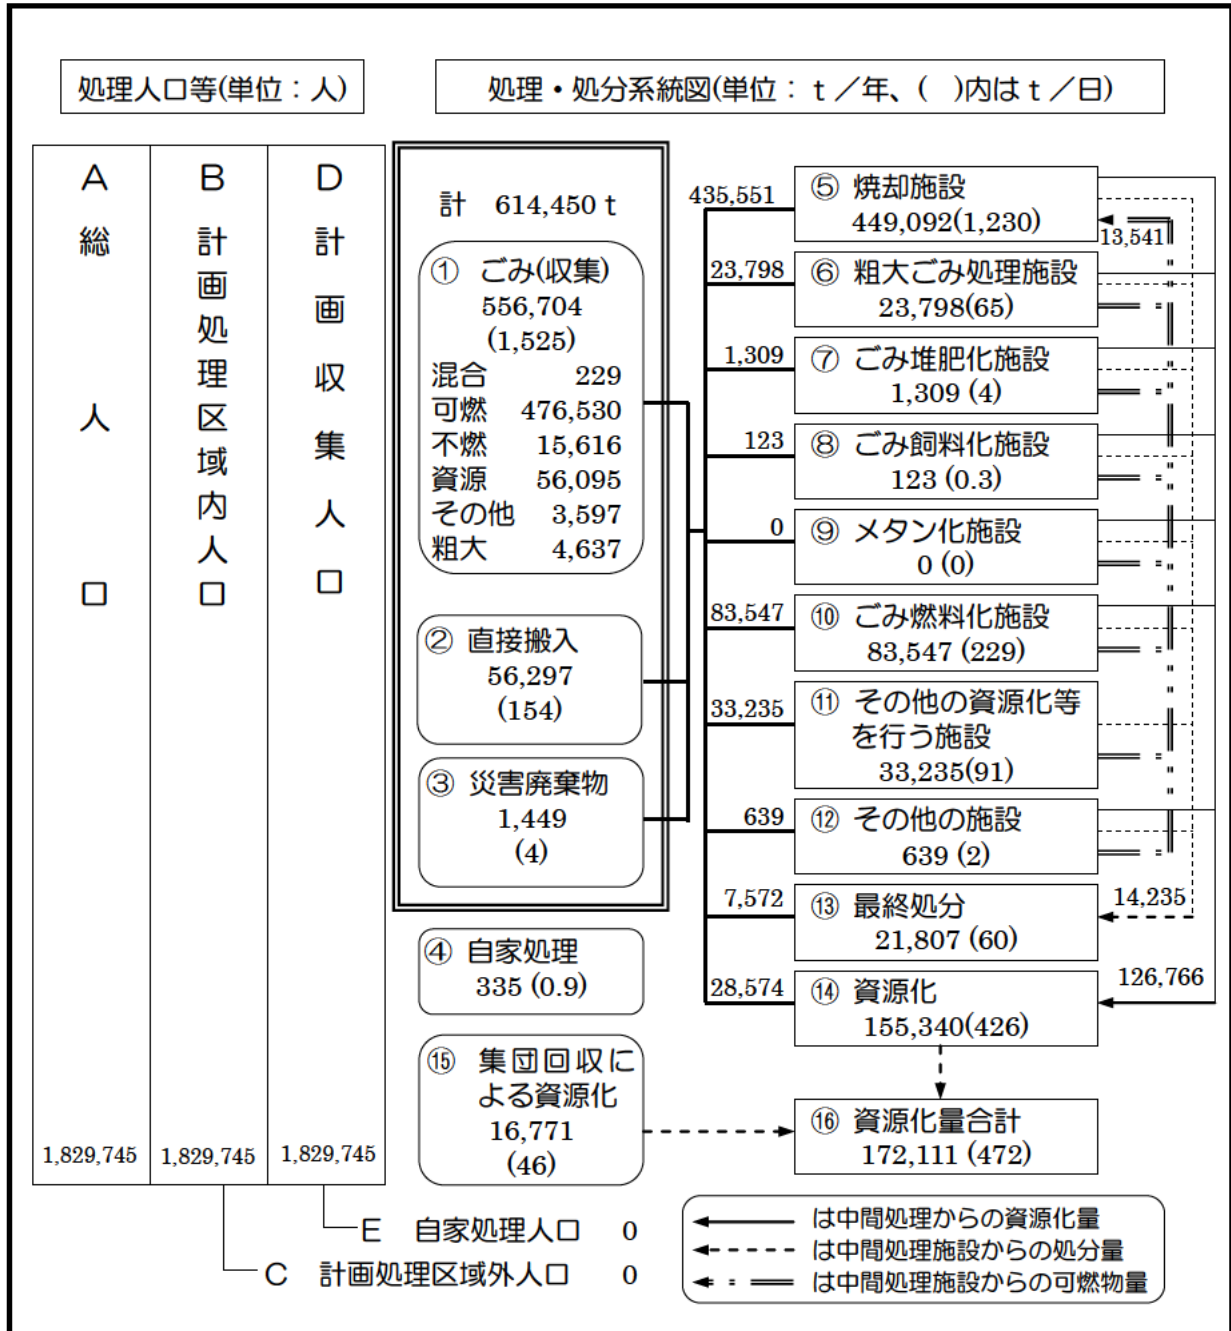 処理人口等(単位：人)
処理・処分系統図(単位：ｔ／年、( )内はｔ／日)
A 総人口
1,829,745
B 計画処理区域内人口
1,829,745
D 計画収集人口
1,829,745
E 自家処理人口 0
C 計画処理区域外人口 0
計 614,450ｔ
① ごみ(収集)
556,704
(1,525)
混合 229
可燃 476,530
不燃 15,616
資源 56,095
その他 3,597
粗大 4,637
② 直接搬入
56,297
(154)
③ 災害廃棄物
1,449
(4)
④ 自家処理
335 (0.9)
⑮ 集団回収に
よる資源化
16,771
(46)
435,551
⑤ 焼却施設
449,092(1,230)
13,541
23,798
⑥ 粗大ごみ処理施設
23,798(65)
1,309
⑦ ごみ堆肥化施設
1,309 (4)
123
⑧ ごみ飼料化施設
123 (0.3)
0
⑨ メタン化施設
0 (0)
83,547
⑩ ごみ燃料化施設
83,547 (229)
33,235
⑪ その他の資源化等
を行う施設
33,235(91)
639
⑫ その他の施設
639 (2)
7,572
⑬ 最終処分
21,807 (60)
14,235
28,574
⑭ 資源化
155,340(426)
126,766
⑯ 資源化量合計
172,111 (472)
は中間処理からの資源化量
は中間処理施設からの処分量
は中間処理施設からの可燃物量